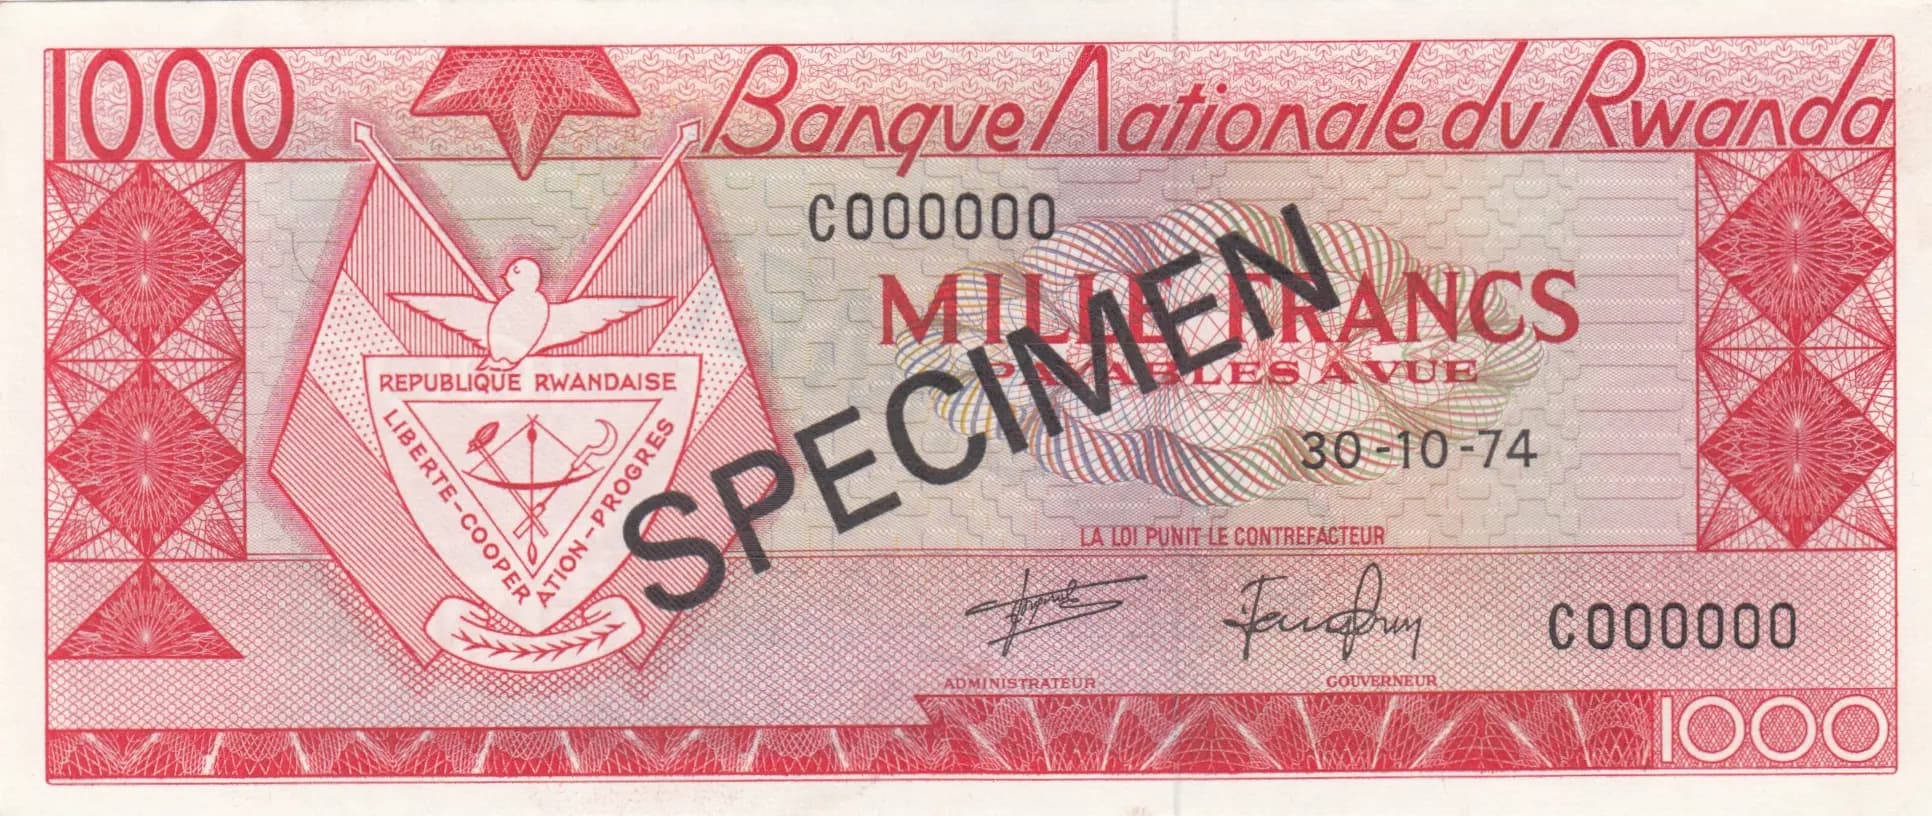 1000
Banque Nationale du Rwanda
C000000
MILLE FRANCS
PAYABLES A VUE
SPECIMEN
30-10-74
REPUBLIQUE RWANDAISE
LIBERTE-COOPERATION-PROGRES
LA LOI PUNIT LE CONTREFACTEUR
C000000
ADMINISTRATEUR
GOUVERNEUR
1000